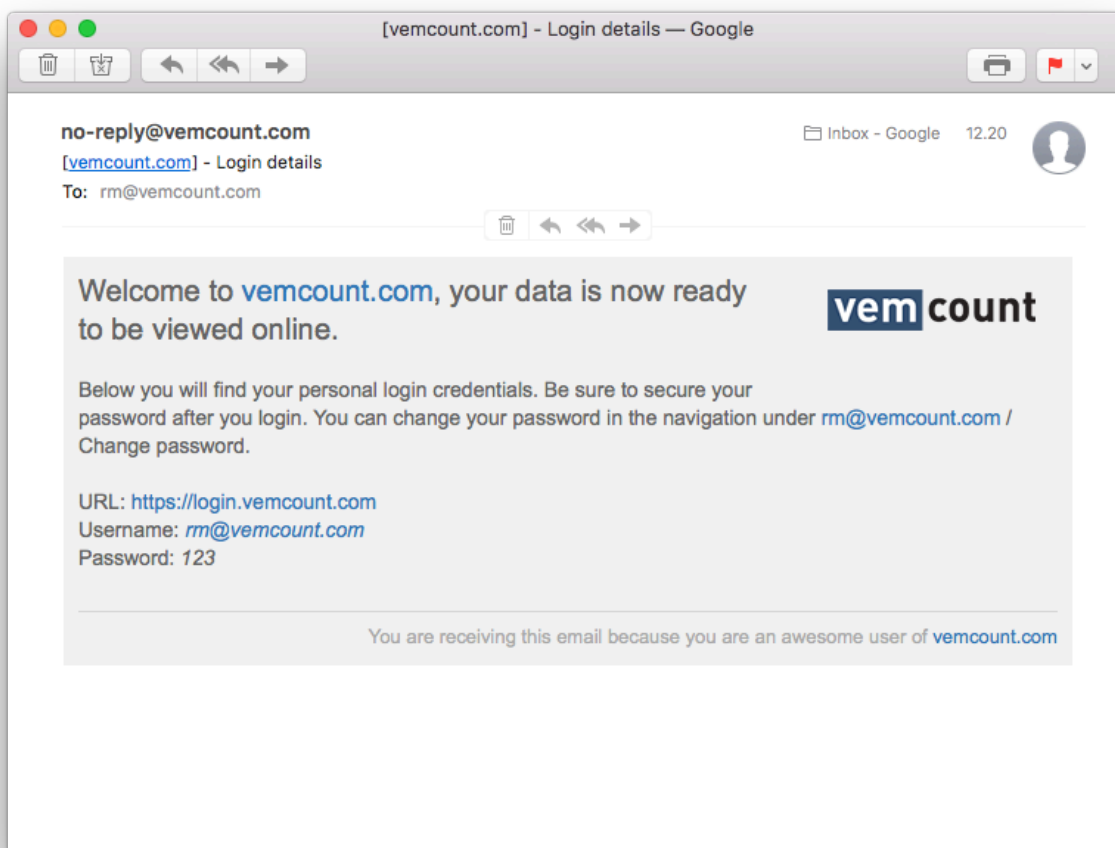 [vemcount.com] - Login details — Google
no-reply@vemcount.com
Inbox - Google 12.20
[vemcount.com] - Login details
To: rm@vemcount.com
Welcome to vemcount.com, your data is now ready
to be viewed online.
vem count
Below you will find your personal login credentials. Be sure to secure your
password after you login. You can change your password in the navigation under rm@vemcount.com /
Change password.
URL: https://login.vemcount.com
Username: rm@vemcount.com
Password: 123
You are receiving this email because you are an awesome user of vemcount.com